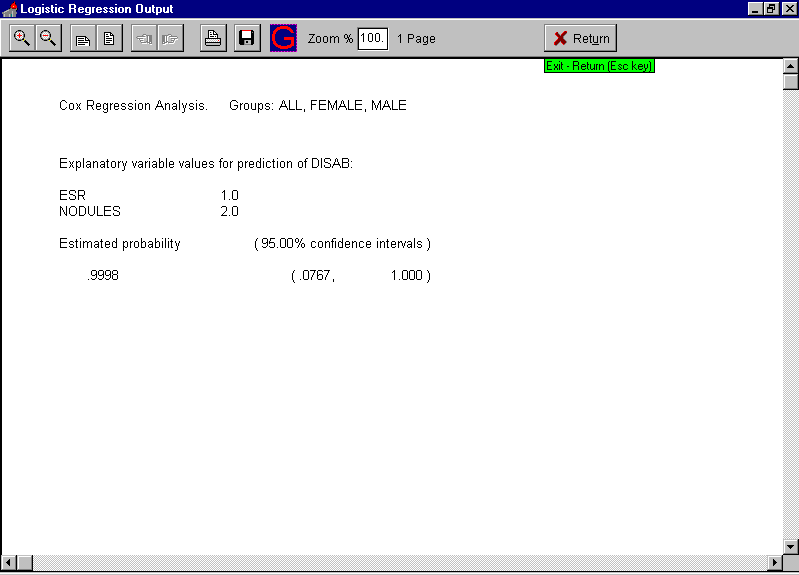 Logistic Regression Output
G Zoom % 100. 1 Page Return
Exit - Return (Esc key)
Cox Regression Analysis. Groups: ALL, FEMALE, MALE
Explanatory variable values for prediction of DISAB:
ESR 1.0
NODULES 2.0
Estimated probability ( 95.00% confidence intervals )
.9998 ( .0767, 1.000 )